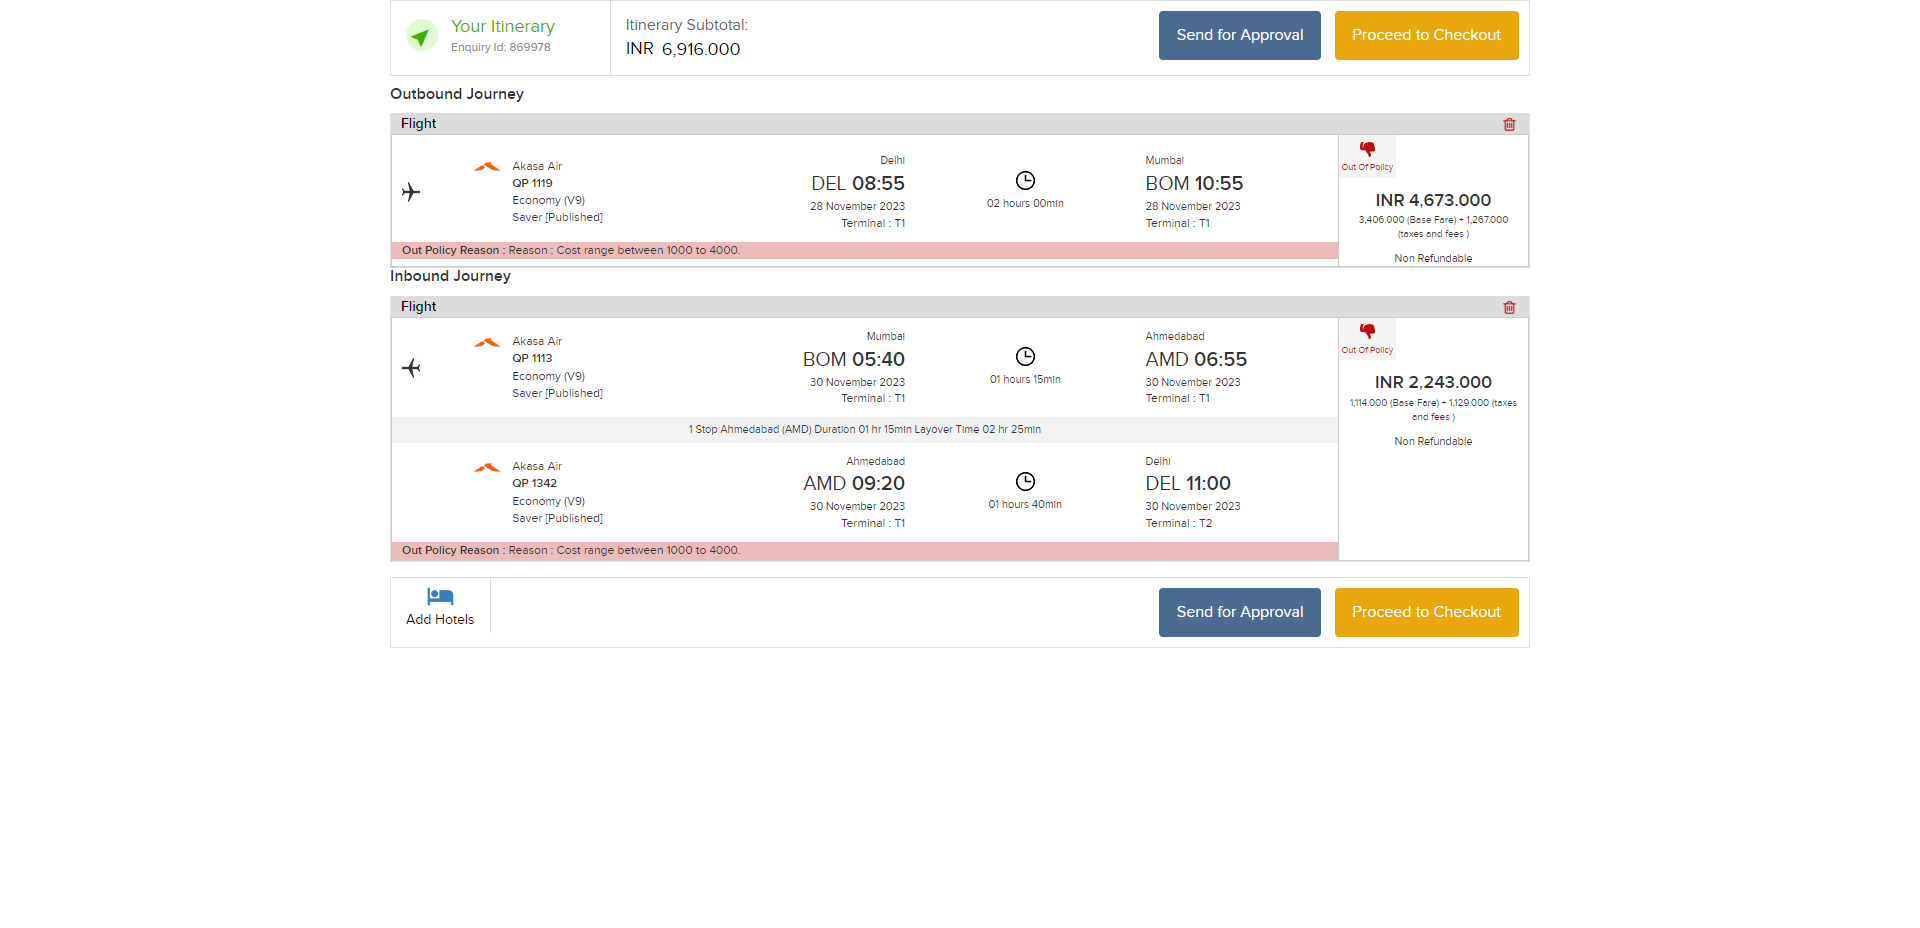 Your Itinerary
Enquiry Id: 869978
Itinerary Subtotal:
INR 6,916.000
Send for Approval
Proceed to Checkout
Outbound Journey
Flight
Akasa Air
QP 1119
Economy (V9)
Saver [Published]
Delhi
DEL 08:55
28 November 2023
Terminal : T1
02 hours 00min
Mumbai
BOM 10:55
28 November 2023
Terminal : T1
Out Of Policy
INR 4,673.000
3,406.000 (Base Fare) + 1,267.000
(taxes and fees )
Non Refundable
Out Policy Reason : Reason : Cost range between 1000 to 4000.
Inbound Journey
Flight
Akasa Air
QP 1113
Economy (V9)
Saver [Published]
Mumbai
BOM 05:40
30 November 2023
Terminal : T1
01 hours 15min
Ahmedabad
AMD 06:55
30 November 2023
Terminal : T1
Out Of Policy
INR 2,243.000
1,114.000 (Base Fare) + 1,129.000 (taxes
and fees )
Non Refundable
1 Stop Ahmedabad (AMD) Duration 01 hr 15min Layover Time 02 hr 25min
Akasa Air
QP 1342
Economy (V9)
Saver [Published]
Ahmedabad
AMD 09:20
30 November 2023
Terminal : T1
01 hours 40min
Delhi
DEL 11:00
30 November 2023
Terminal : T2
Out Policy Reason : Reason : Cost range between 1000 to 4000.
Add Hotels
Send for Approval
Proceed to Checkout